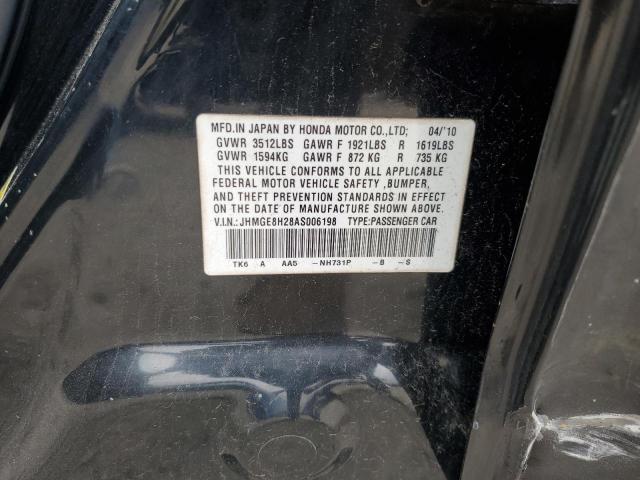 MFD.IN JAPAN BY HONDA MOTOR CO.,LTD; 04/'10
GVWR 3512LBS GAWR F 1921LBS R 1619LBS
GVWR 1594KG GAWR F 872 KG R 735 KG
THIS VEHICLE CONFORMS TO ALL APPLICABLE
FEDERAL MOTOR VEHICLE SAFETY ,BUMPER,
AND THEFT PREVENTION STANDARDS IN EFFECT
ON THE DATE OF MANUFACTURE SHOWN ABOVE.
V.I.N.: JHMGE8H28AS006198 TYPE:PASSENGER CAR
TK6 A AA5 -NH731P -B -S